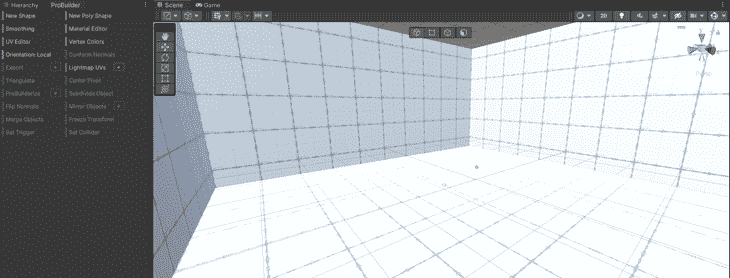 Hierarchy ProBuilder
Scene Game
New Shape New Poly Shape
Smoothing Material Editor
UV Editor Vertex Colors
Orientation: Local Conform Normals
Export + Lightmap UVs +
Triangulate Center Pivot
ProBuilderize + Subdivide Object
Flip Normals Mirror Objects +
Merge Objects Freeze Transform
Set Trigger Set Collider
2D
Persp